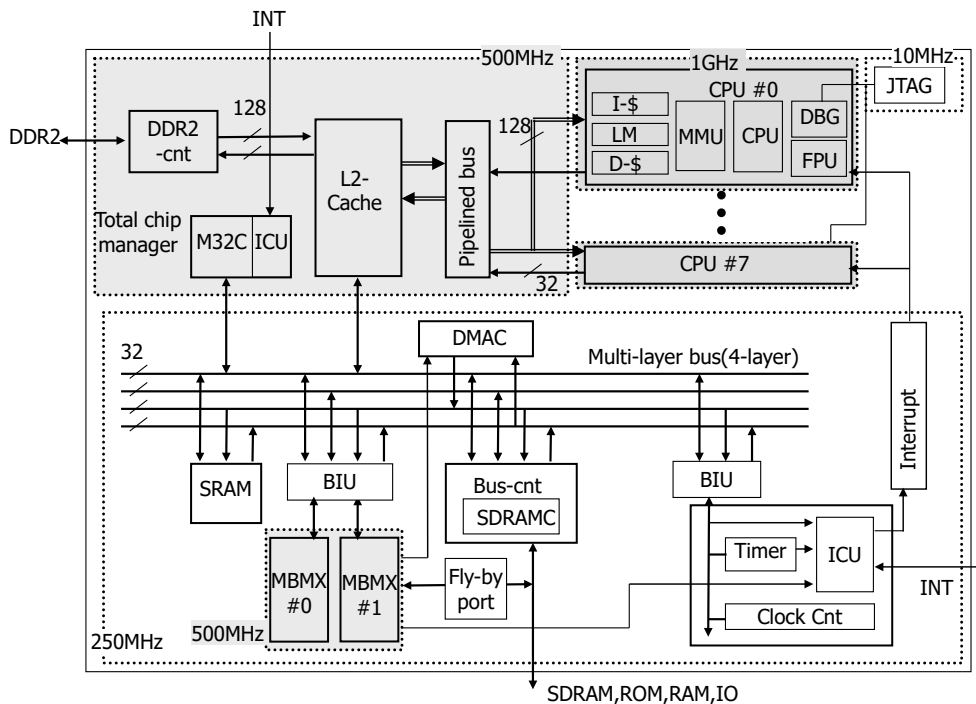 INT
500MHz
1GHz
10MHz
JTAG
CPU #0
I-$
LM
D-$
MMU
CPU
DBG
FPU
128
DDR2
DDR2
-cnt
L2-
Cache
Pipelined bus
128
Total chip
manager
M32C
ICU
32
CPU #7
DMAC
Multi-layer bus(4-layer)
32
Interrupt
SRAM
BIU
Bus-cnt
SDRAMC
BIU
MBMX
#0
MBMX
#1
Fly-by
port
Timer
ICU
INT
Clock Cnt
500MHz
250MHz
SDRAM,ROM,RAM,IO